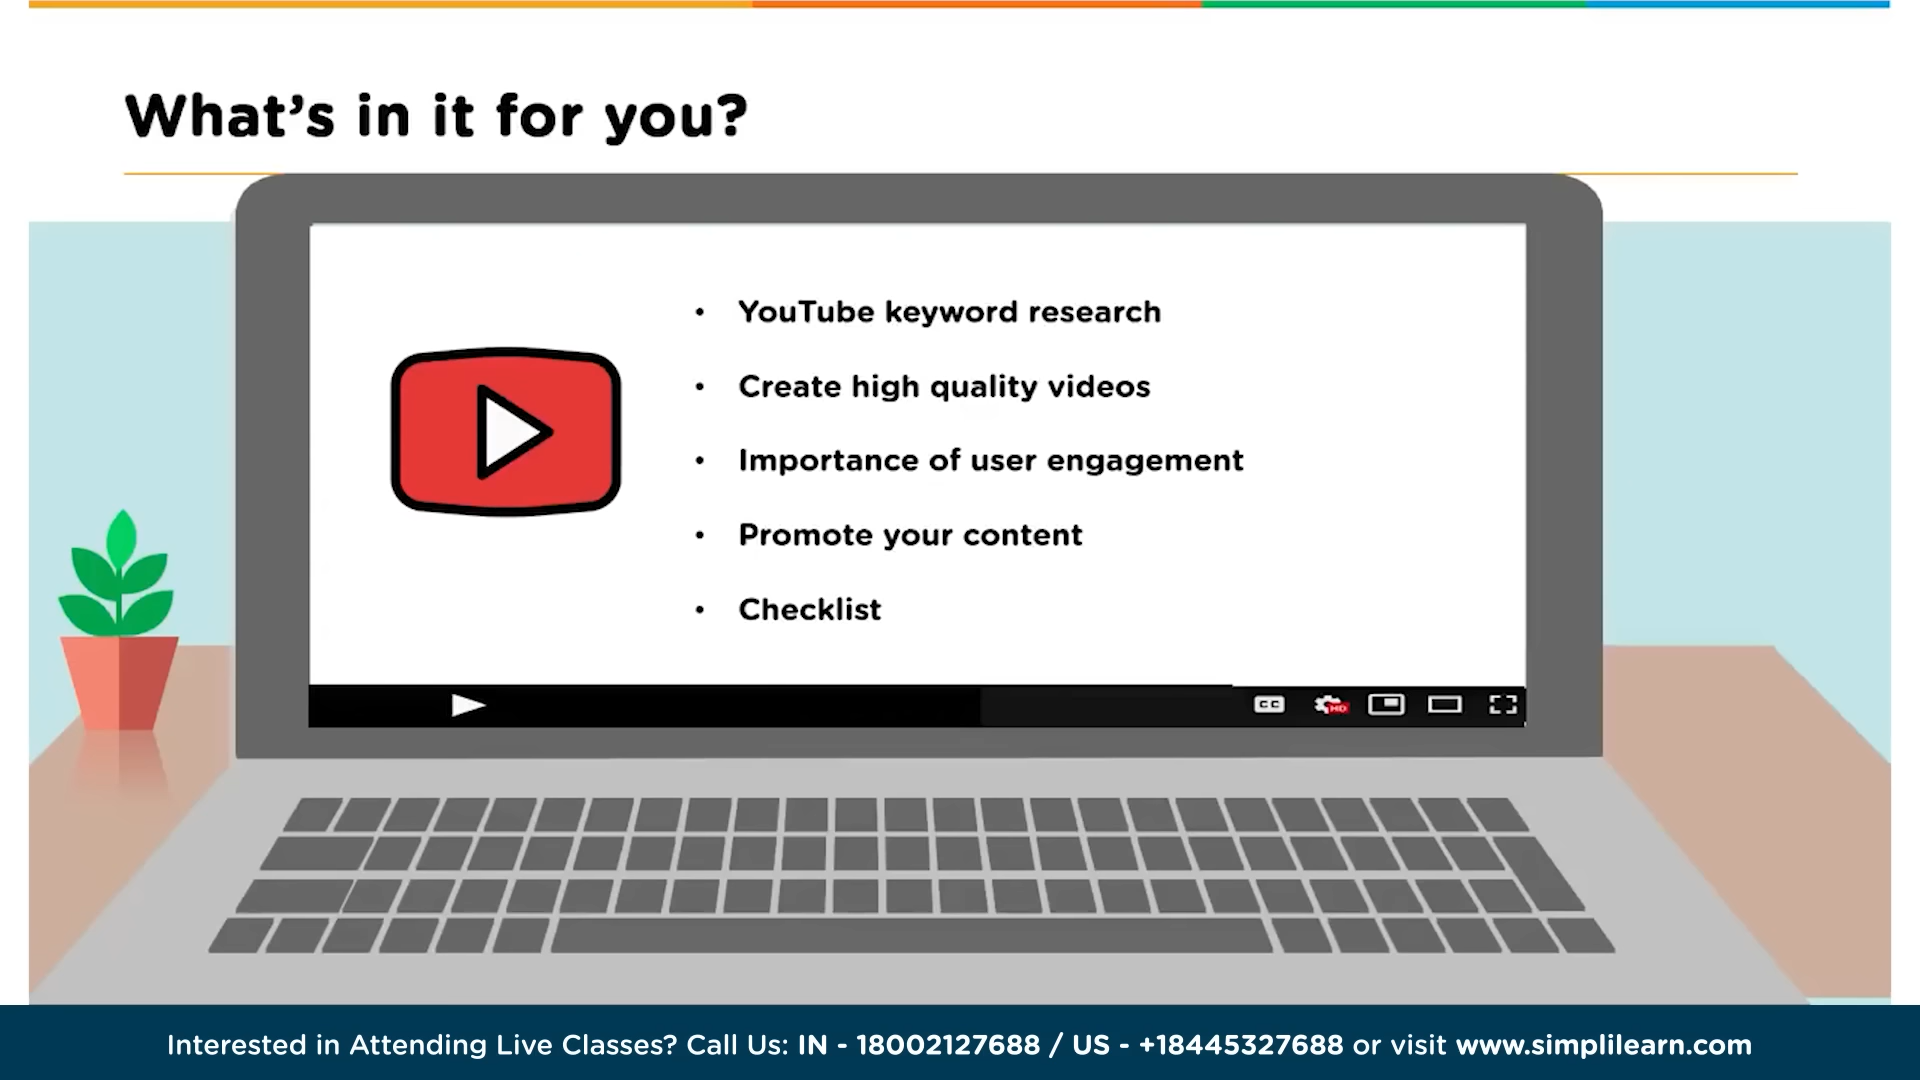 What’s in it for you?
• YouTube keyword research
• Create high quality videos
• Importance of user engagement
• Promote your content
• Checklist
CC
HD
Interested in Attending Live Classes? Call Us: IN - 18002127688 / US - +18445327688 or visit www.simplilearn.com